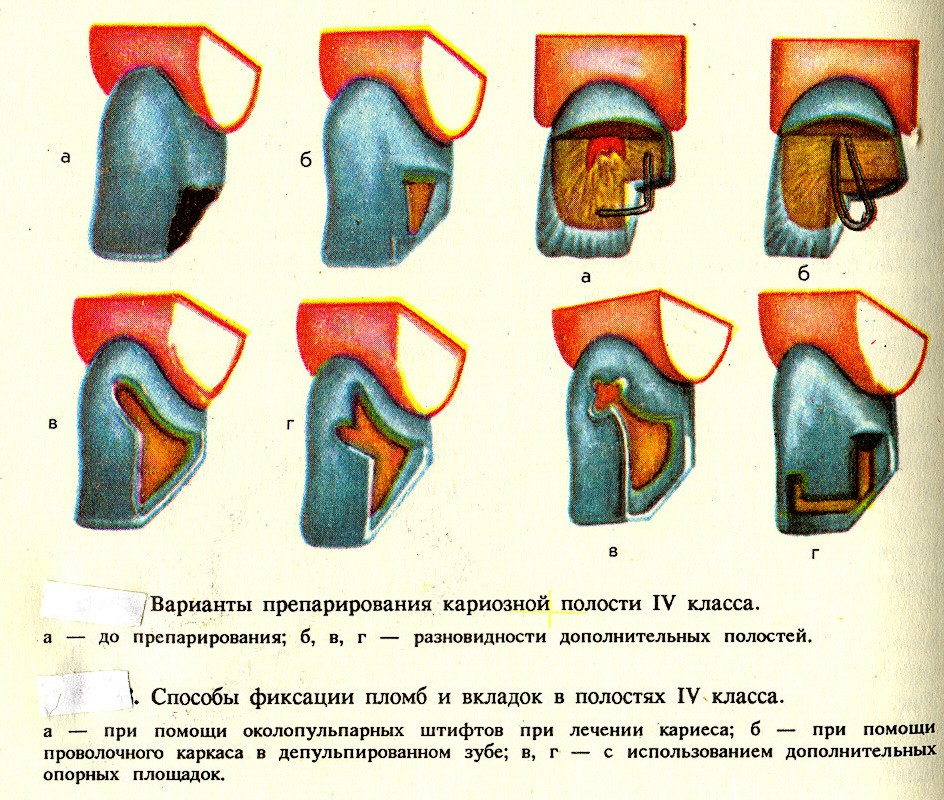 а
б
а
б
в
г
в
г
Варианты препарирования кариозной полости IV класса.
а — до препарирования; б, в, г — разновидности дополнительных полостей.
Способы фиксации пломб и вкладок в полостях IV класса.
а — при помощи околопульпарных штифтов при лечении кариеса; б — при помощи
проволочного каркаса в депульпированном зубе; в, г — с использованием дополнительных
опорных площадок.